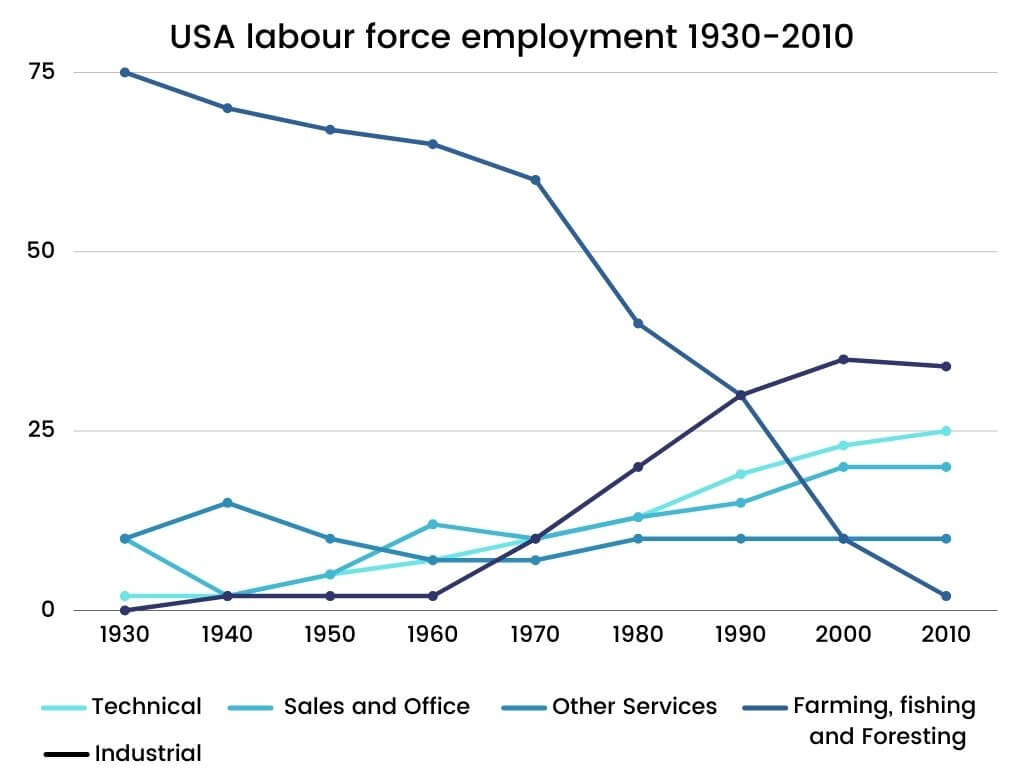 USA labour force employment 1930-2010
75
50
25
0
1930 1940 1950 1960 1970 1980 1990 2000 2010
Technical Sales and Office Other Services Farming, fishing
and Foresting
Industrial